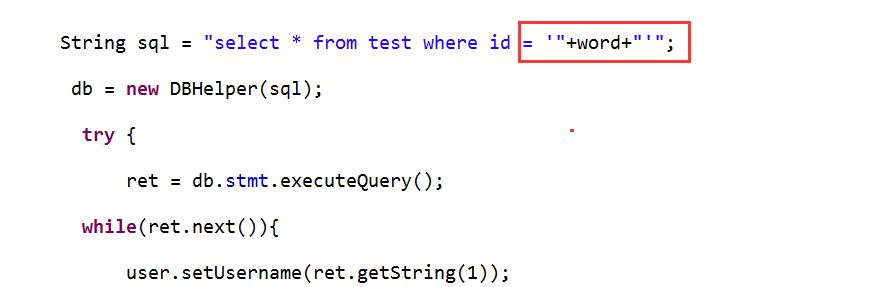 String sql = "select * from test where id = '"+word+"'";
db = new DBHelper(sql);
try {
ret = db.stmt.executeQuery();
while(ret.next()){
user.setUsername(ret.getString(1));